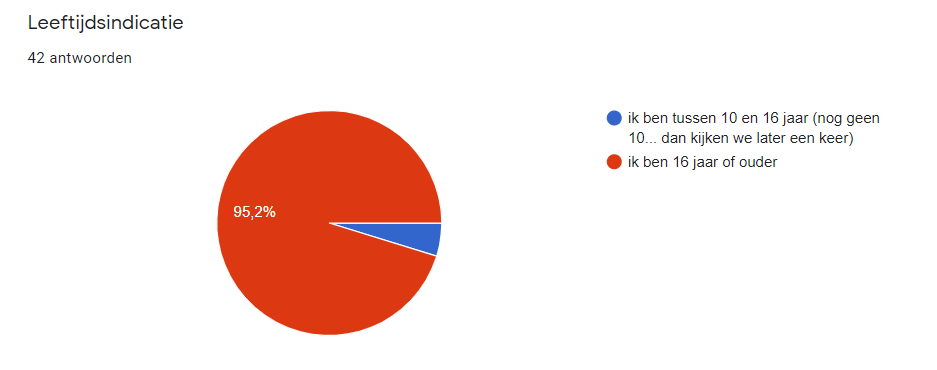 Leeftijdsindicatie
42 antwoorden
95,2%
ik ben tussen 10 en 16 jaar (nog geen
10... dan kijken we later een keer)
ik ben 16 jaar of ouder